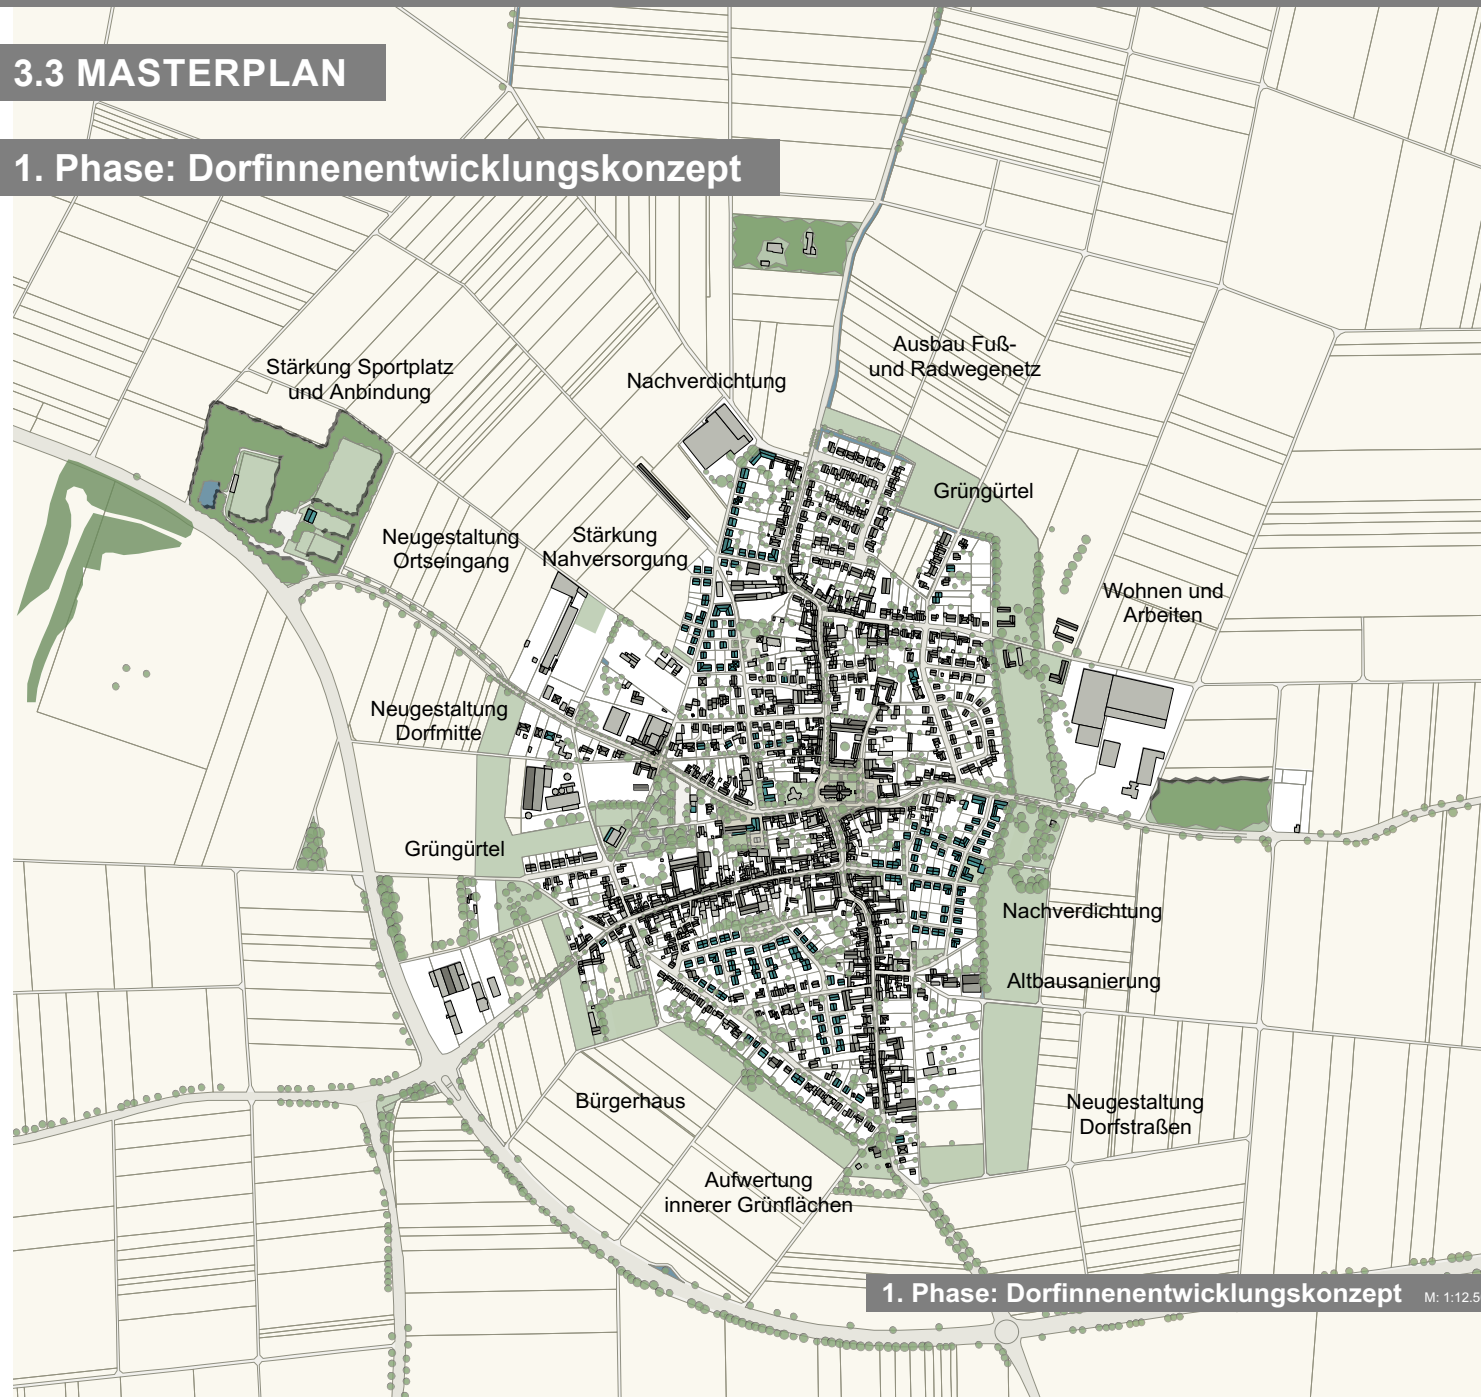 3.3 MASTERPLAN
1. Phase: Dorfinnenentwicklungskonzept
Ausbau Fuß-
und Radwegenetz
Stärkung Sportplatz
und Anbindung
Nachverdichtung
Grüngürtel
Neugestaltung
Ortseingang
Stärkung
Nahversorgung
Wohnen und
Arbeiten
Neugestaltung
Dorfmitte
Grüngürtel
Nachverdichtung
Altbausanierung
Bürgerhaus
Neugestaltung
Dorfstraßen
Aufwertung
innerer Grünflächen
1. Phase: Dorfinnenentwicklungskonzept
M: 1:12.5